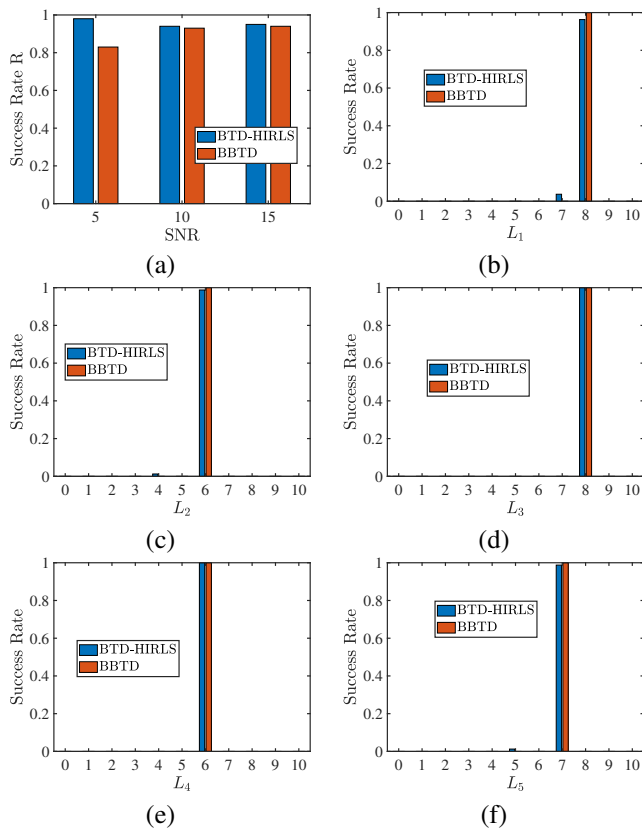 1
0.8
0.6
0.4
0.2
0
Success Rate R
BTD-HIRLS
BBTD
5 10 15
SNR
(a)
1
0.8
0.6
0.4
0.2
0
Success Rate
BTD-HIRLS
BBTD
0 1 2 3 4 5 6 7 8 9 10
L₁
(b)
1
0.8
0.6
0.4
0.2
0
Success Rate
BTD-HIRLS
BBTD
0 1 2 3 4 5 6 7 8 9 10
L₂
(c)
1
0.8
0.6
0.4
0.2
0
Success Rate
BTD-HIRLS
BBTD
0 1 2 3 4 5 6 7 8 9 10
L₃
(d)
1
0.8
0.6
0.4
0.2
0
Success Rate
BTD-HIRLS
BBTD
0 1 2 3 4 5 6 7 8 9 10
L₄
(e)
1
0.8
0.6
0.4
0.2
0
Success Rate
BTD-HIRLS
BBTD
0 1 2 3 4 5 6 7 8 9 10
L₅
(f)